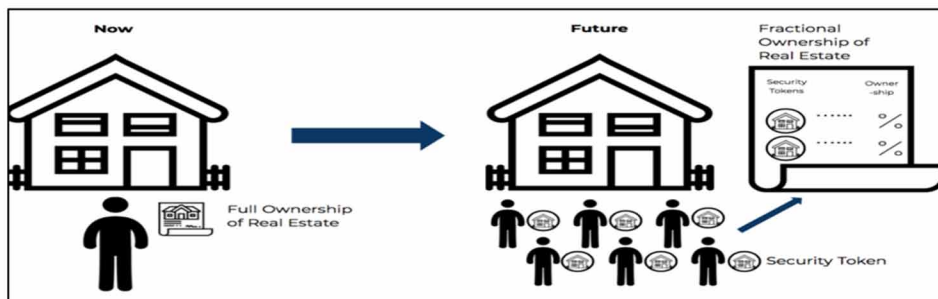 Now
Full Ownership
of Real Estate
Future
Fractional
Ownership of
Real Estate
Security
Tokens
Owner
-ship
...... %
...... %
Security Token